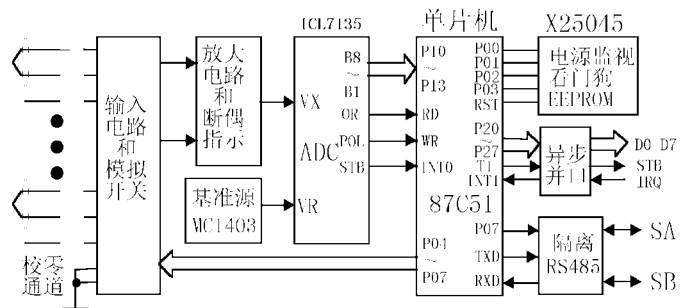 ICL7135
单片机
X25045
放大
电路
和
断偶
指示
输入
电路
和
模拟
开关
校零
通道
基准源
MC1403
VX
ADC
VR
B8
~
B1
OR
POL
STB
P10
~
P13
RD
WR
INT0
87C51
P04
~
P07
P00
P01
P02
P03
RST
P20
~
P27
T1
INT1
P07
TXD
RXD
电源监视
看门狗
EEPROM
异步
并口
D0 D7
STB
IRQ
隔离
RS485
SA
SB